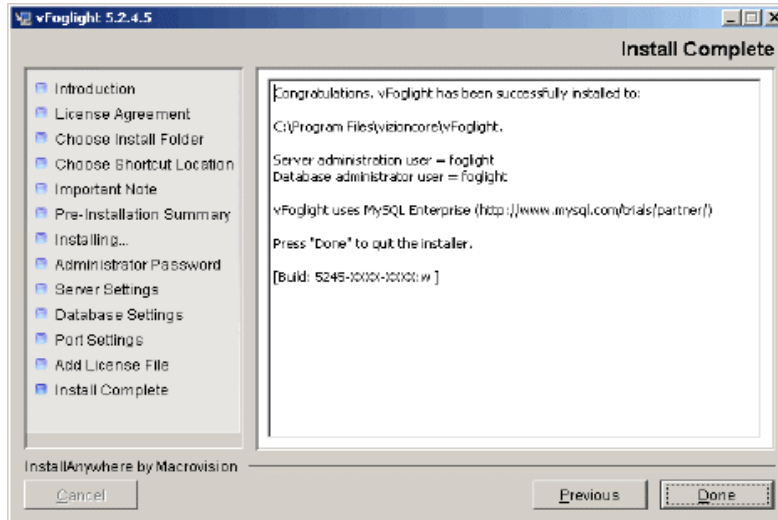 vFoglight 5.2.4.5
Install Complete
Introduction
License Agreement
Choose Install Folder
Choose Shortcut Location
Important Note
Pre-Installation Summary
Installing...
Administrator Password
Server Settings
Database Settings
Port Settings
Add License File
Install Complete
Congratulations. vFoglight has been successfully installed to:
C:\Program Files\vizioncore\vFoglight.
Server administration user = foglight
Database administrator user = foglight
vFoglight uses MySQL Enterprise (http://www.mysql.com/trials/partner/)
Press "Done" to quit the installer.
[Build: 5245-XXXX-XXXX:w ]
InstallAnywhere by Macrovision
Cancel
Previous
Done